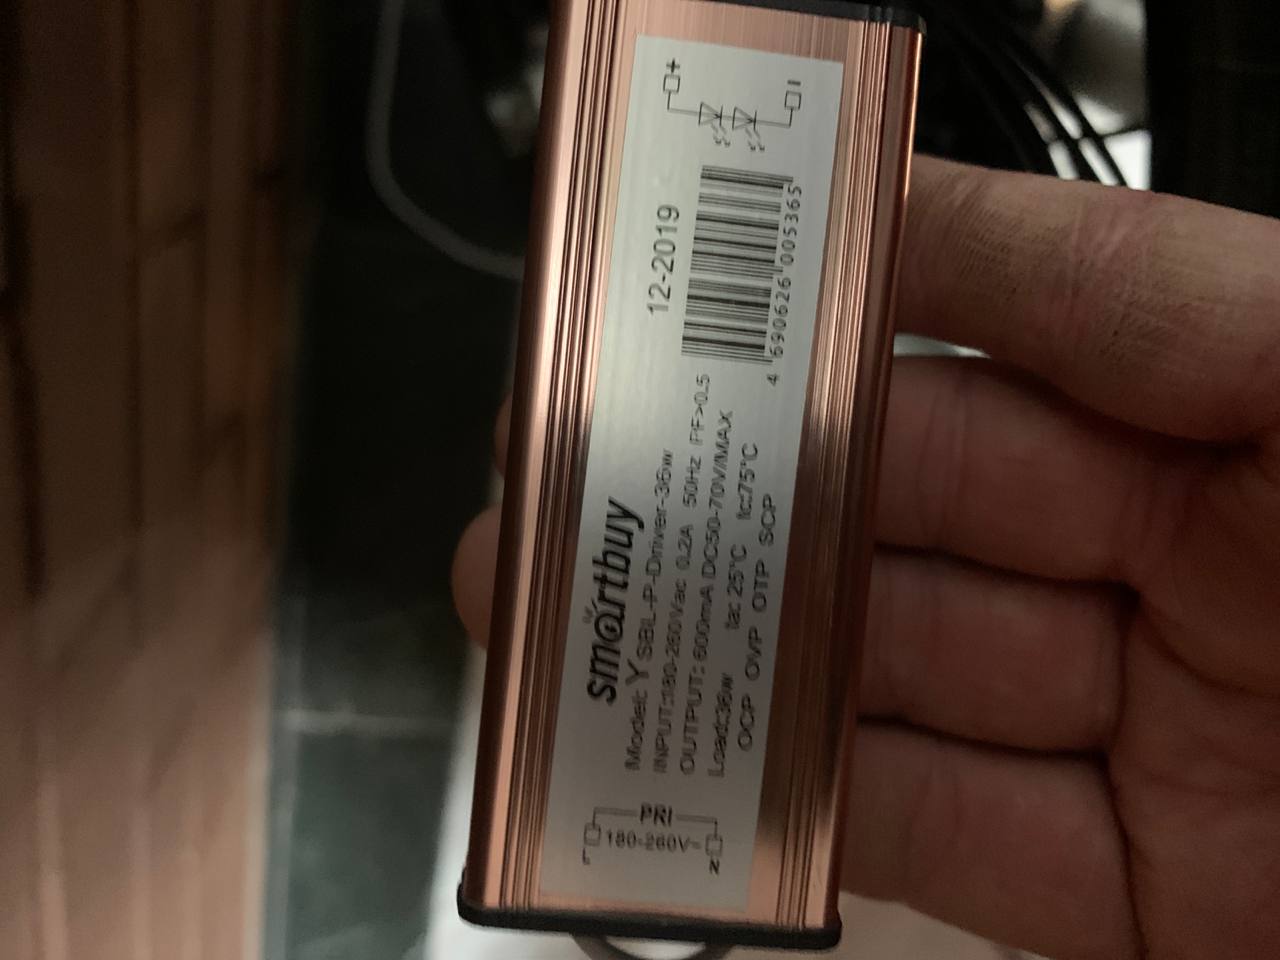 L
PRI
180-260V~
N
smartbuy
Model: Y SBL-P-Driver-36w
INPUT:180-260Vac 0.2A 50Hz PF>0.5
OUTPUT: 600mA DC50-70V/MAX
Load:36w ta: 25°C tc:75°C
OCP OVP OTP SCP
12-2019
4 690626 005365
+
-